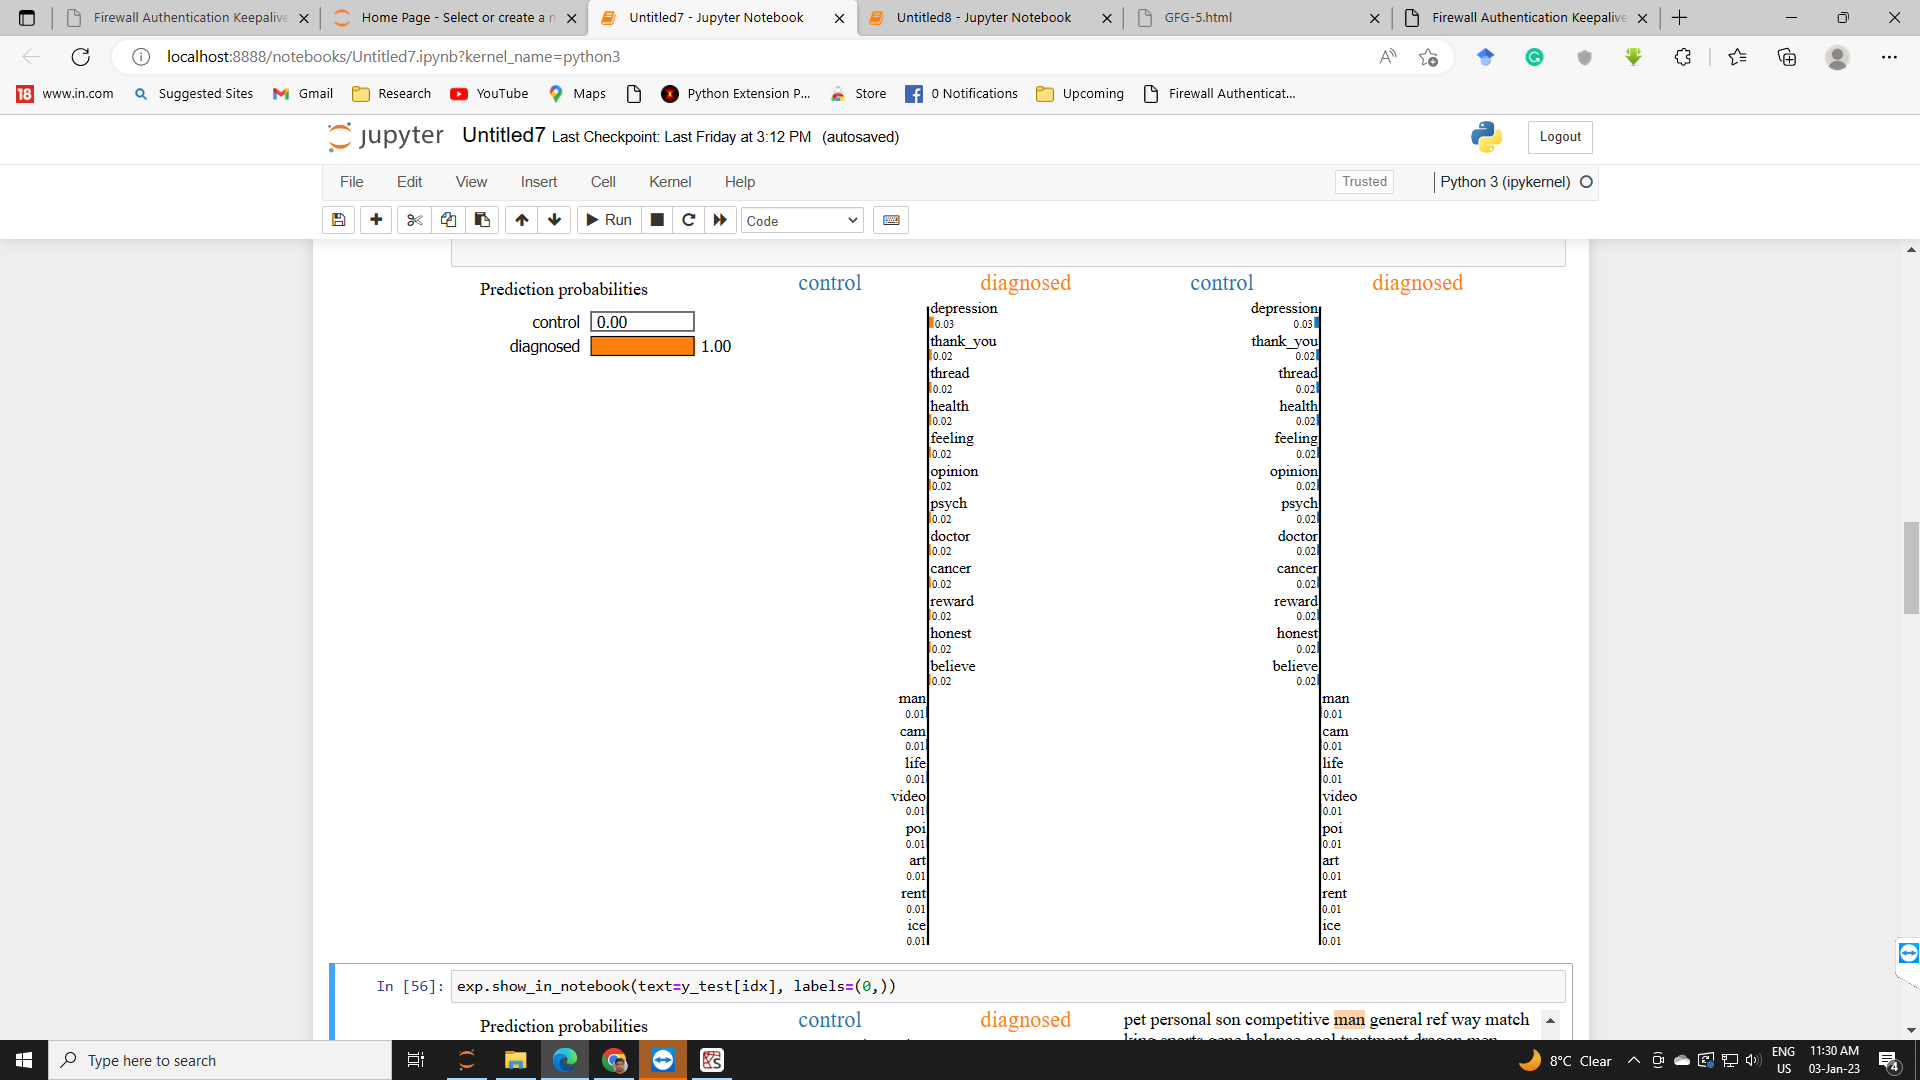 Firewall Authentication Keepalive
Home Page - Select or create a n
Untitled7 - Jupyter Notebook
Untitled8 - Jupyter Notebook
GFG-5.html
Firewall Authentication Keepalive
localhost:8888/notebooks/Untitled7.ipynb?kernel_name=python3
18 www.in.com
Suggested Sites
Gmail
Research
YouTube
Maps
Python Extension P...
Store
0 Notifications
Upcoming
Firewall Authenticat...
jupyter Untitled7 Last Checkpoint: Last Friday at 3:12 PM (autosaved)
Logout
File Edit View Insert Cell Kernel Help
Trusted
Python 3 (ipykernel)
Run
Code
Prediction probabilities
control 0.00
diagnosed 1.00
control diagnosed
depression
0.03
thank_you
0.02
thread
0.02
health
0.02
feeling
0.02
opinion
0.02
psych
0.02
doctor
0.02
cancer
0.02
reward
0.02
honest
0.02
believe
0.02
man
0.01
cam
0.01
life
0.01
video
0.01
poi
0.01
art
0.01
rent
0.01
ice
0.01
control diagnosed
depression
0.03
thank_you
0.02
thread
0.02
health
0.02
feeling
0.02
opinion
0.02
psych
0.02
doctor
0.02
cancer
0.02
reward
0.02
honest
0.02
believe
0.02
man
0.01
cam
0.01
life
0.01
video
0.01
poi
0.01
art
0.01
rent
0.01
ice
0.01
In [56]: exp.show_in_notebook(text=y_test[idx], labels=(0,))
Prediction probabilities
control diagnosed
pet personal son competitive man general ref way match
Type here to search
8°C Clear
ENG
US
11:30 AM
03-Jan-23
4